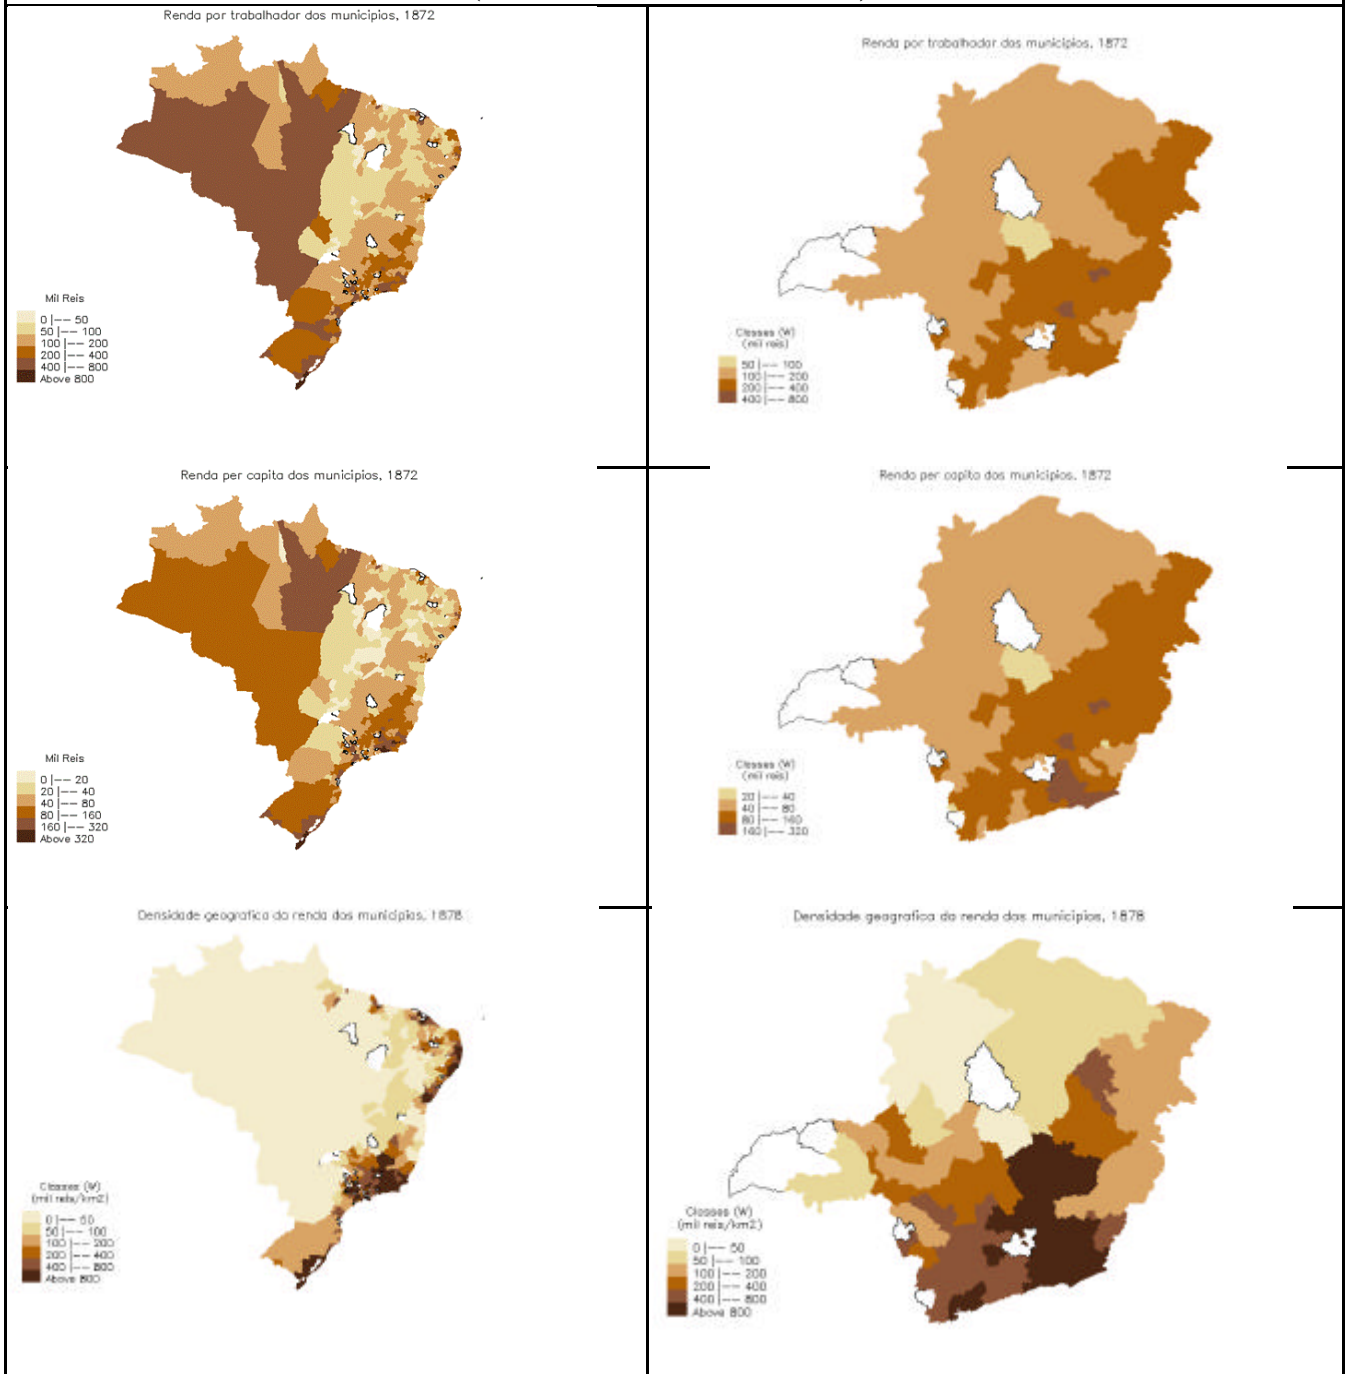 Renda por trabalhador dos municipios, 1872
Mil Reis
0 |—— 50
50 |—— 100
100 |—— 200
200 |—— 400
400 |—— 800
Above 800
Renda por trabalhador dos municipios, 1872
Classes (W)
(mil reis)
50 |—— 100
100 |—— 200
200 |—— 400
400 |—— 800
Renda per capita dos municipios, 1872
Mil Reis
0 |—— 20
20 |—— 40
40 |—— 80
80 |—— 160
160 |—— 320
Above 320
Renda per capita dos municipios, 1872
Classes (W)
(mil reis)
20 |—— 40
40 |—— 80
80 |—— 160
160 |—— 320
Densidade geografica da renda dos municipios, 1878
Classes (W)
(mil reis/km2)
0 |—— 50
50 |—— 100
100 |—— 200
200 |—— 400
400 |—— 800
Above 800
Densidade geografica da renda dos municipios, 1878
Classes (W)
(mil reis/km2)
0 |—— 50
50 |—— 100
100 |—— 200
200 |—— 400
400 |—— 800
Above 800